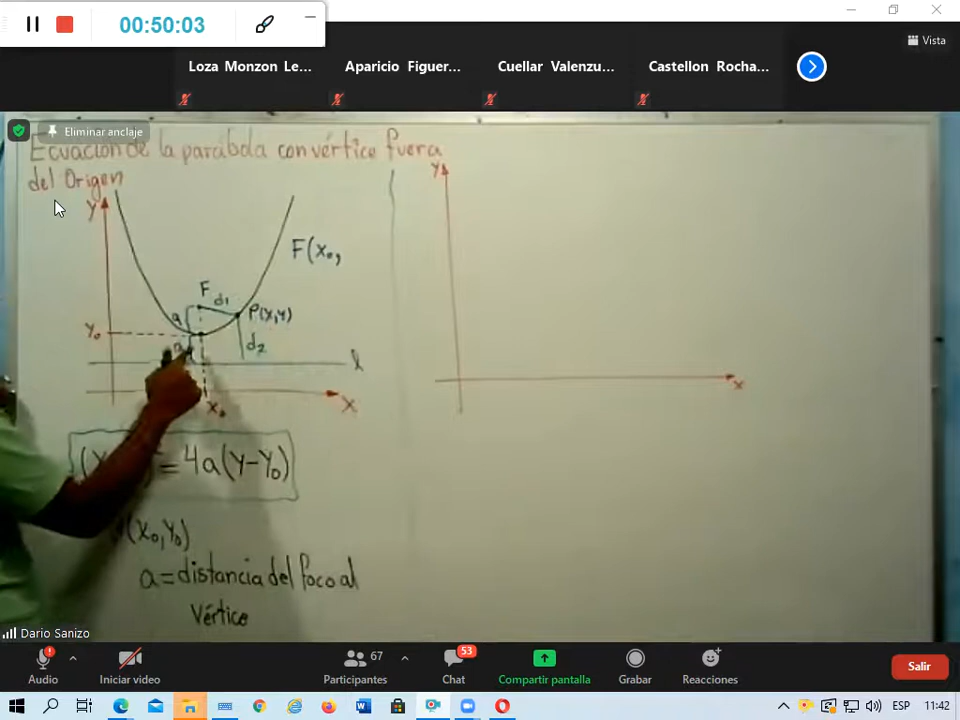 00:50:03
Vista
Loza Monzon Le...
Aparicio Figuer...
Cuellar Valenzu...
Castellon Rocha...
Eliminar anclaje
Ecuación de la parábola con vértice fuera
del Origen
Y
F
d1
F(x₀,
a
P(x,y)
Y₀
a
d2
l
X₀
X
= 4a(Y-Y₀)
(X₀,Y₀)
a = distancia del foco al
Vértice
Y
X
Dario Sanizo
Audio
Iniciar video
67
Participantes
53
Chat
Compartir pantalla
Grabar
Reacciones
Salir
ESP
11:42